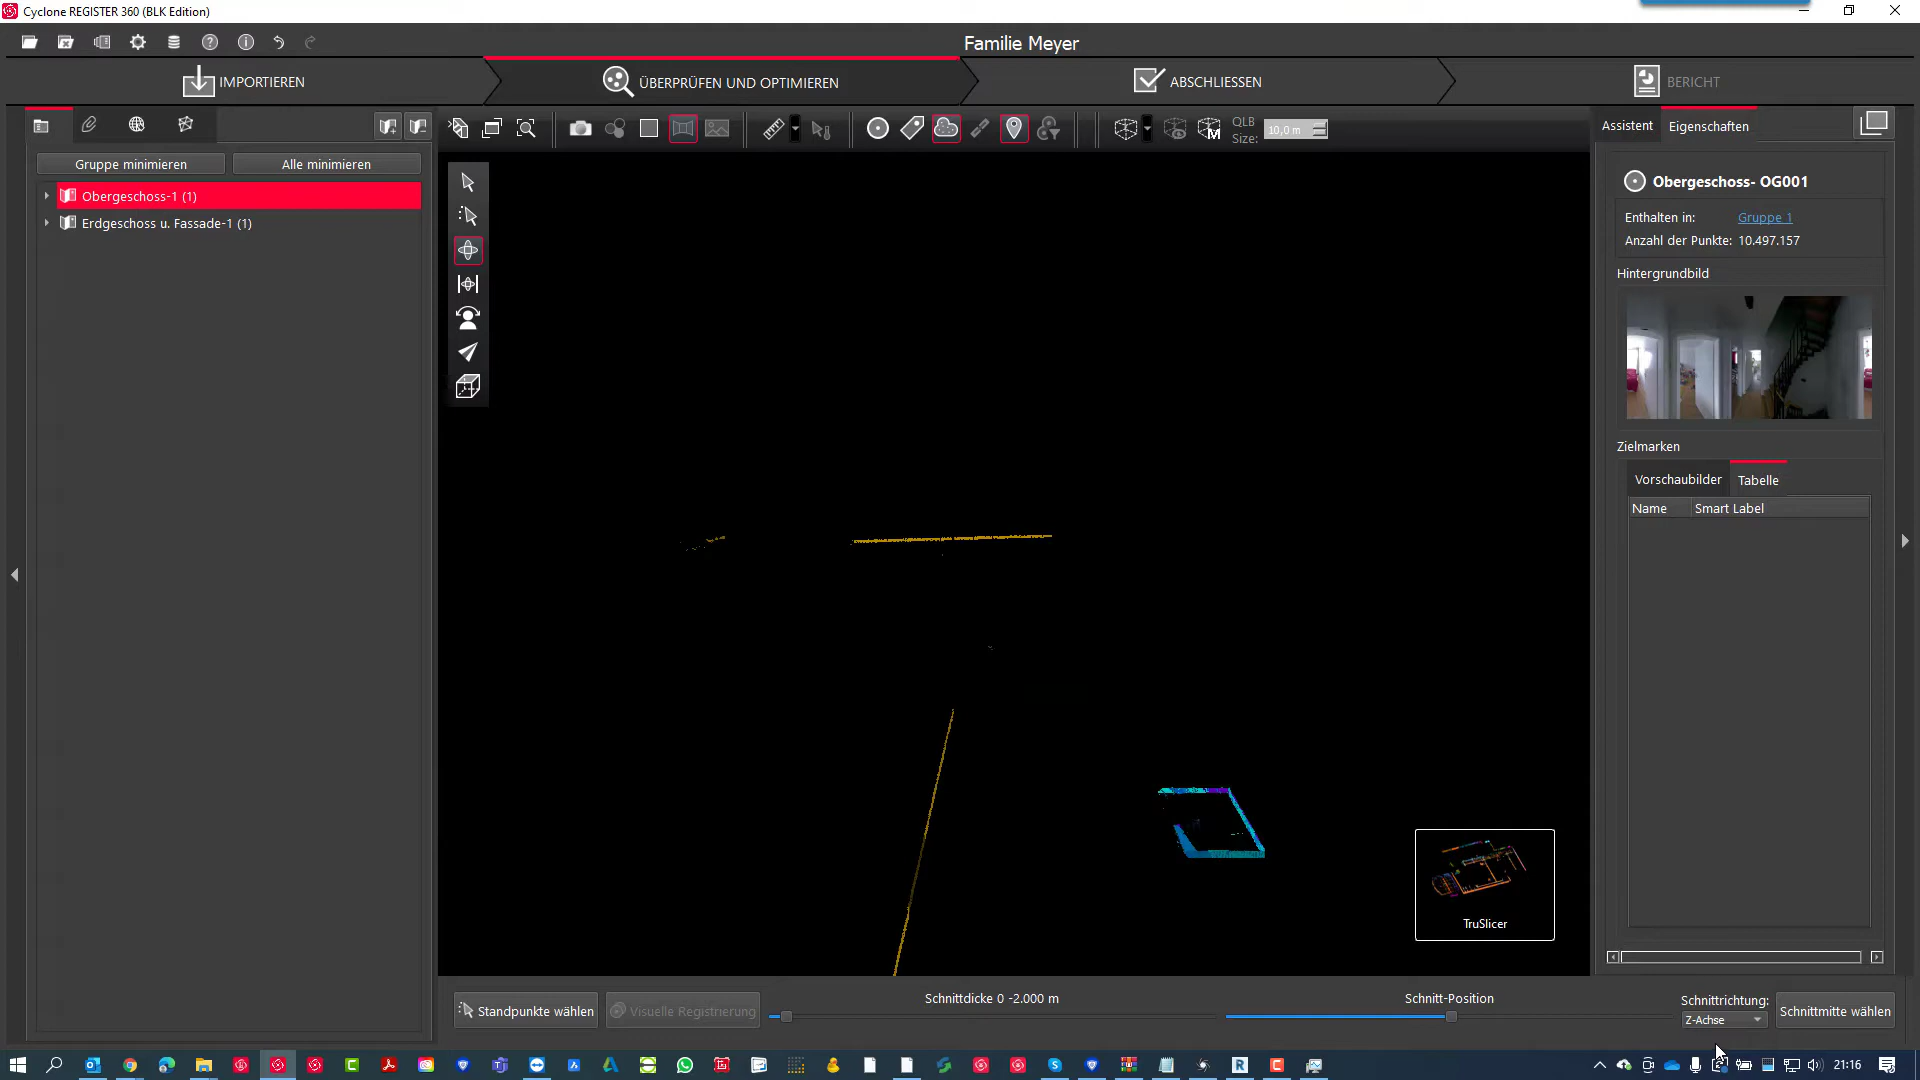 Cyclone REGISTER 360 (BLK Edition)
Familie Meyer
IMPORTIEREN
ÜBERPRÜFEN UND OPTIMIEREN
ABSCHLIESSEN
BERICHT
QLB
Size:
10,0 m
Assistent
Eigenschaften
Gruppe minimieren
Alle minimieren
Obergeschoss-1 (1)
Erdgeschoss u. Fassade-1 (1)
Obergeschoss- OG001
Enthalten in:
Gruppe 1
Anzahl der Punkte:
10.497.157
Hintergrundbild
Zielmarken
Vorschaubilder
Tabelle
Name
Smart Label
TruSlicer
Standpunkte wählen
Visuelle Registrierung
Schnittdicke 0 -2.000 m
Schnitt-Position
Schnittrichtung:
Z-Achse
Schnittmitte wählen
21:16